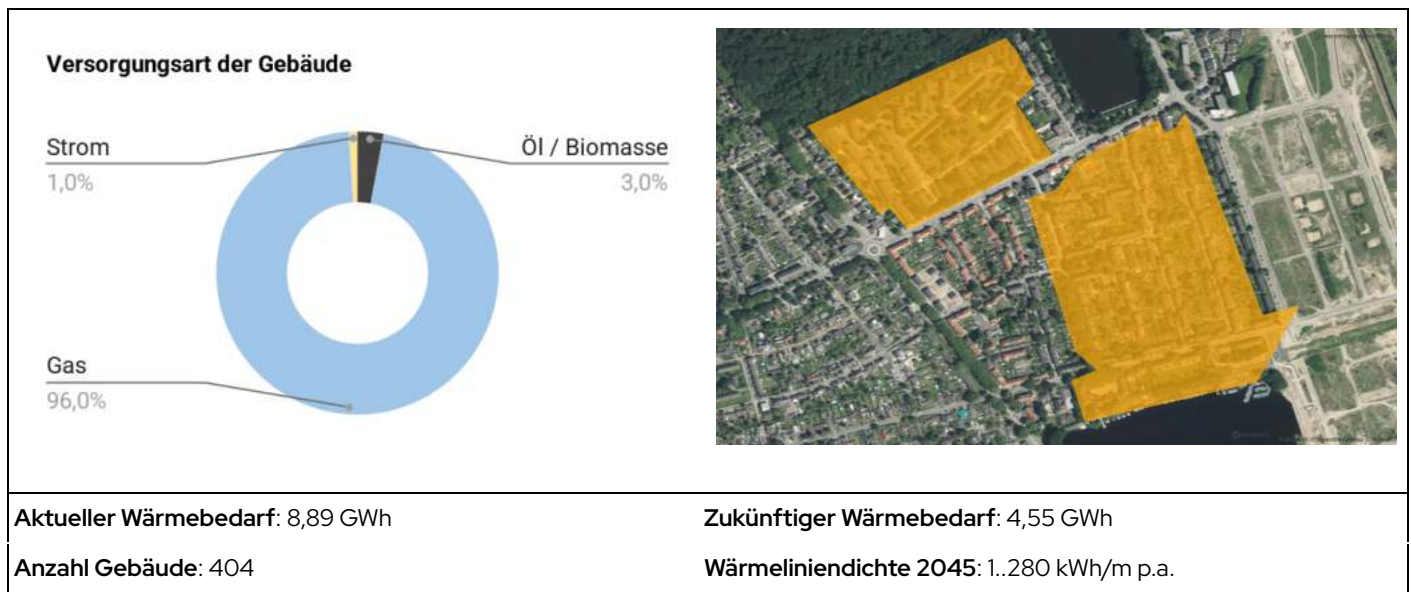 Versorgungsart der Gebäude
Strom
1,0%
Öl / Biomasse
3,0%
Gas
96,0%
Aktueller Wärmebedarf: 8,89 GWh
Zukünftiger Wärmebedarf: 4,55 GWh
Anzahl Gebäude: 404
Wärmeliniendichte 2045: 1..280 kWh/m p.a.